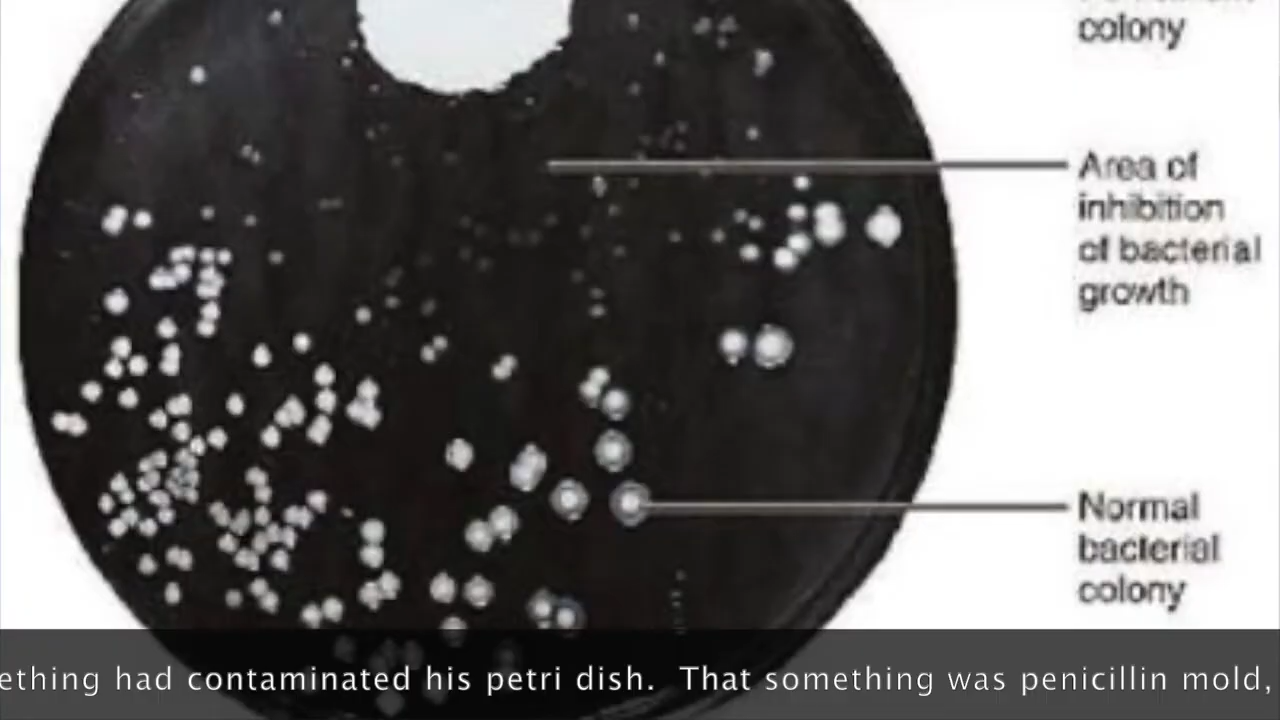 colony
Area of
inhibition
of bacterial
growth
Normal
bacterial
colony
had contaminated his petri dish.  That something was penicillin mold,